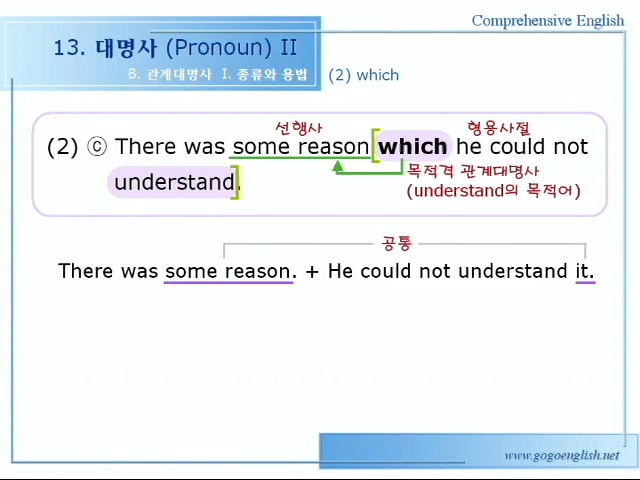 Comprehensive English
13. 대명사 (Pronoun) II
B. 관계대명사 I. 종류와 용법 (2) which
선행사 형용사절
(2) ⓒ There was some reason which he could not
understand.
목적격 관계대명사
(understand의 목적어)
공통
There was some reason. + He could not understand it.
www.gogoenglish.net